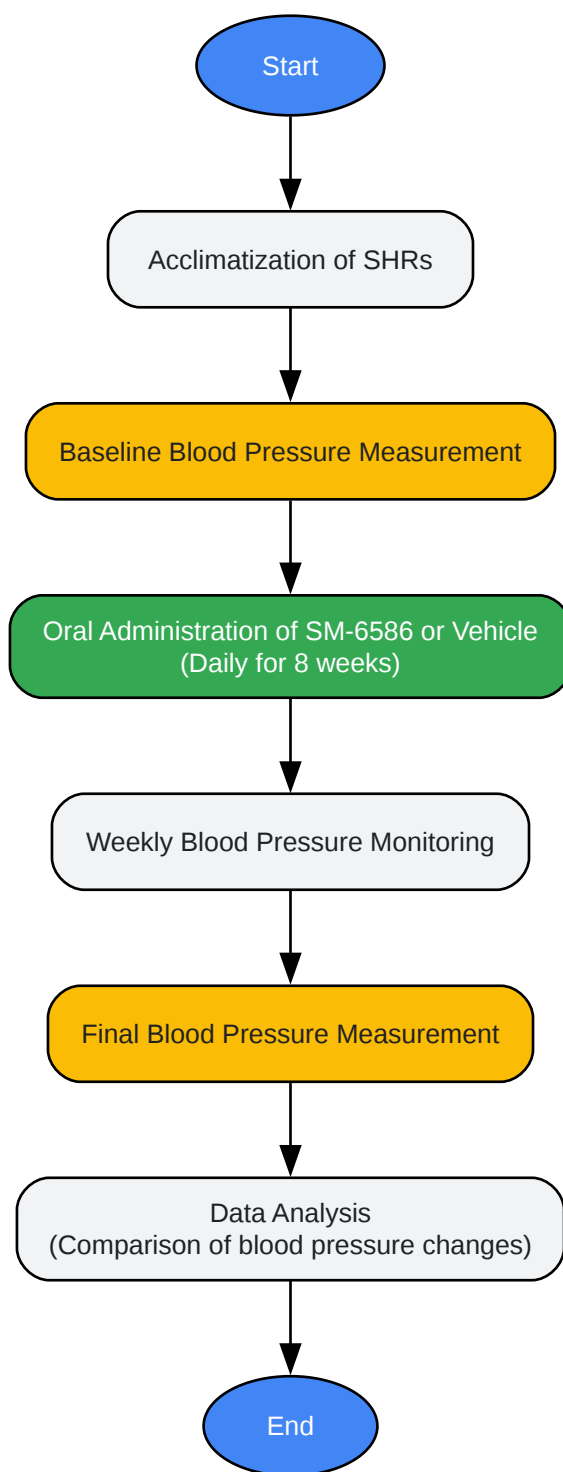 Start
Acclimatization of SHRs
Baseline Blood Pressure Measurement
Oral Administration of SM-6586 or Vehicle
(Daily for 8 weeks)
Weekly Blood Pressure Monitoring
Final Blood Pressure Measurement
Data Analysis
(Comparison of blood pressure changes)
End